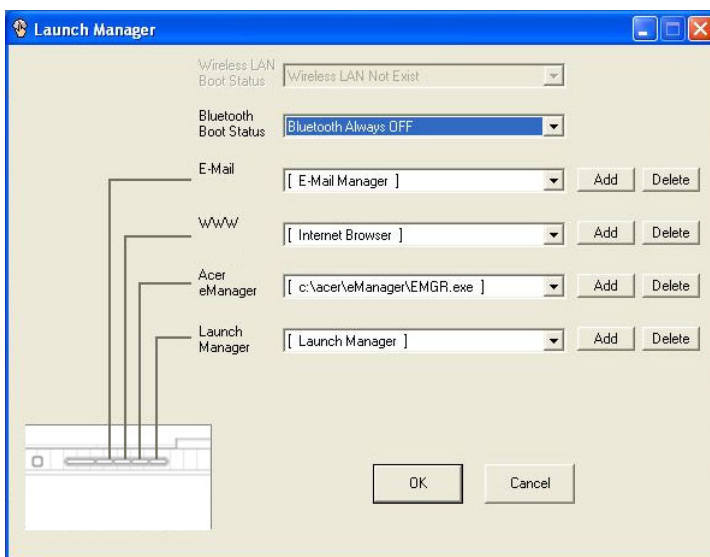 Launch Manager
Wireless LAN
Boot Status
Wireless LAN Not Exist
Bluetooth
Boot Status
Bluetooth Always OFF
E-Mail
[ E-Mail Manager ]
Add
Delete
WWW
[ Internet Browser ]
Add
Delete
Acer
eManager
[ c:\acer\eManager\EMGR.exe ]
Add
Delete
Launch
Manager
[ Launch Manager ]
Add
Delete
OK
Cancel